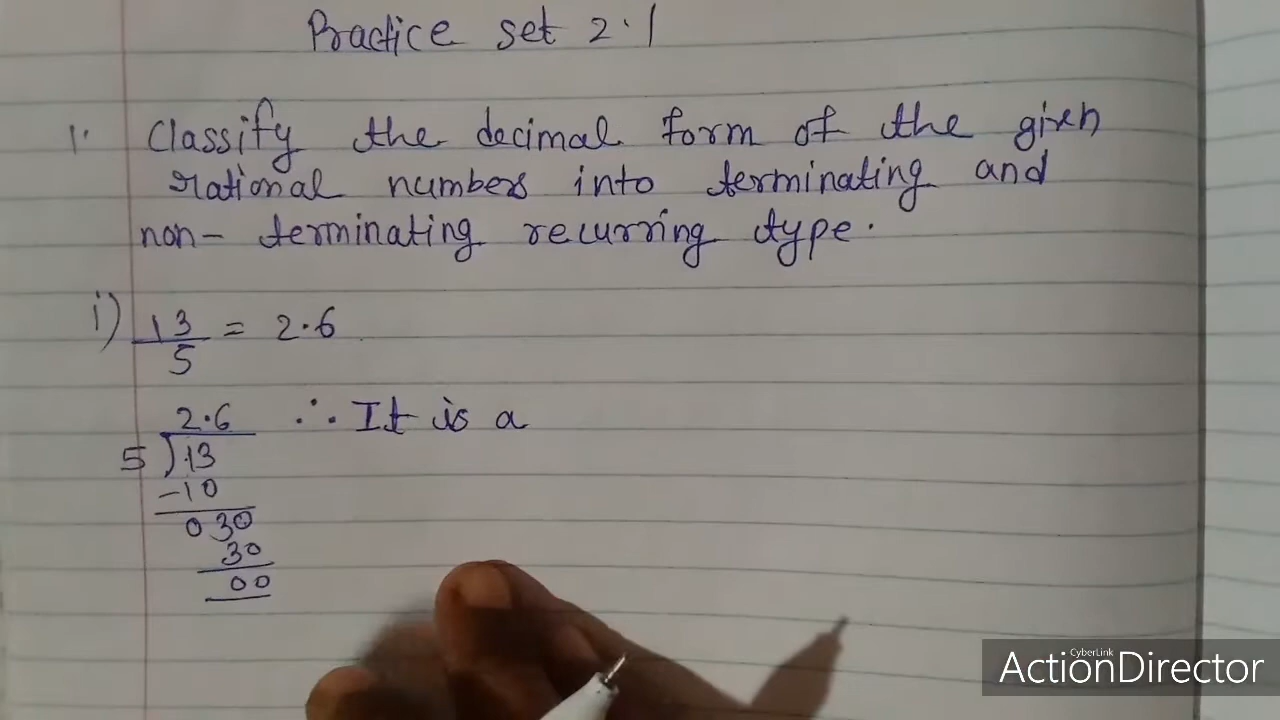 Practice set 2.1
1. Classify the decimal form of the given
rational numbers into terminating and
non- terminating recurring type.
i) 13/5 = 2.6
2.6 ∴ It is a
5 ) 13
-10
030
30
00
CyberLink
ActionDirector